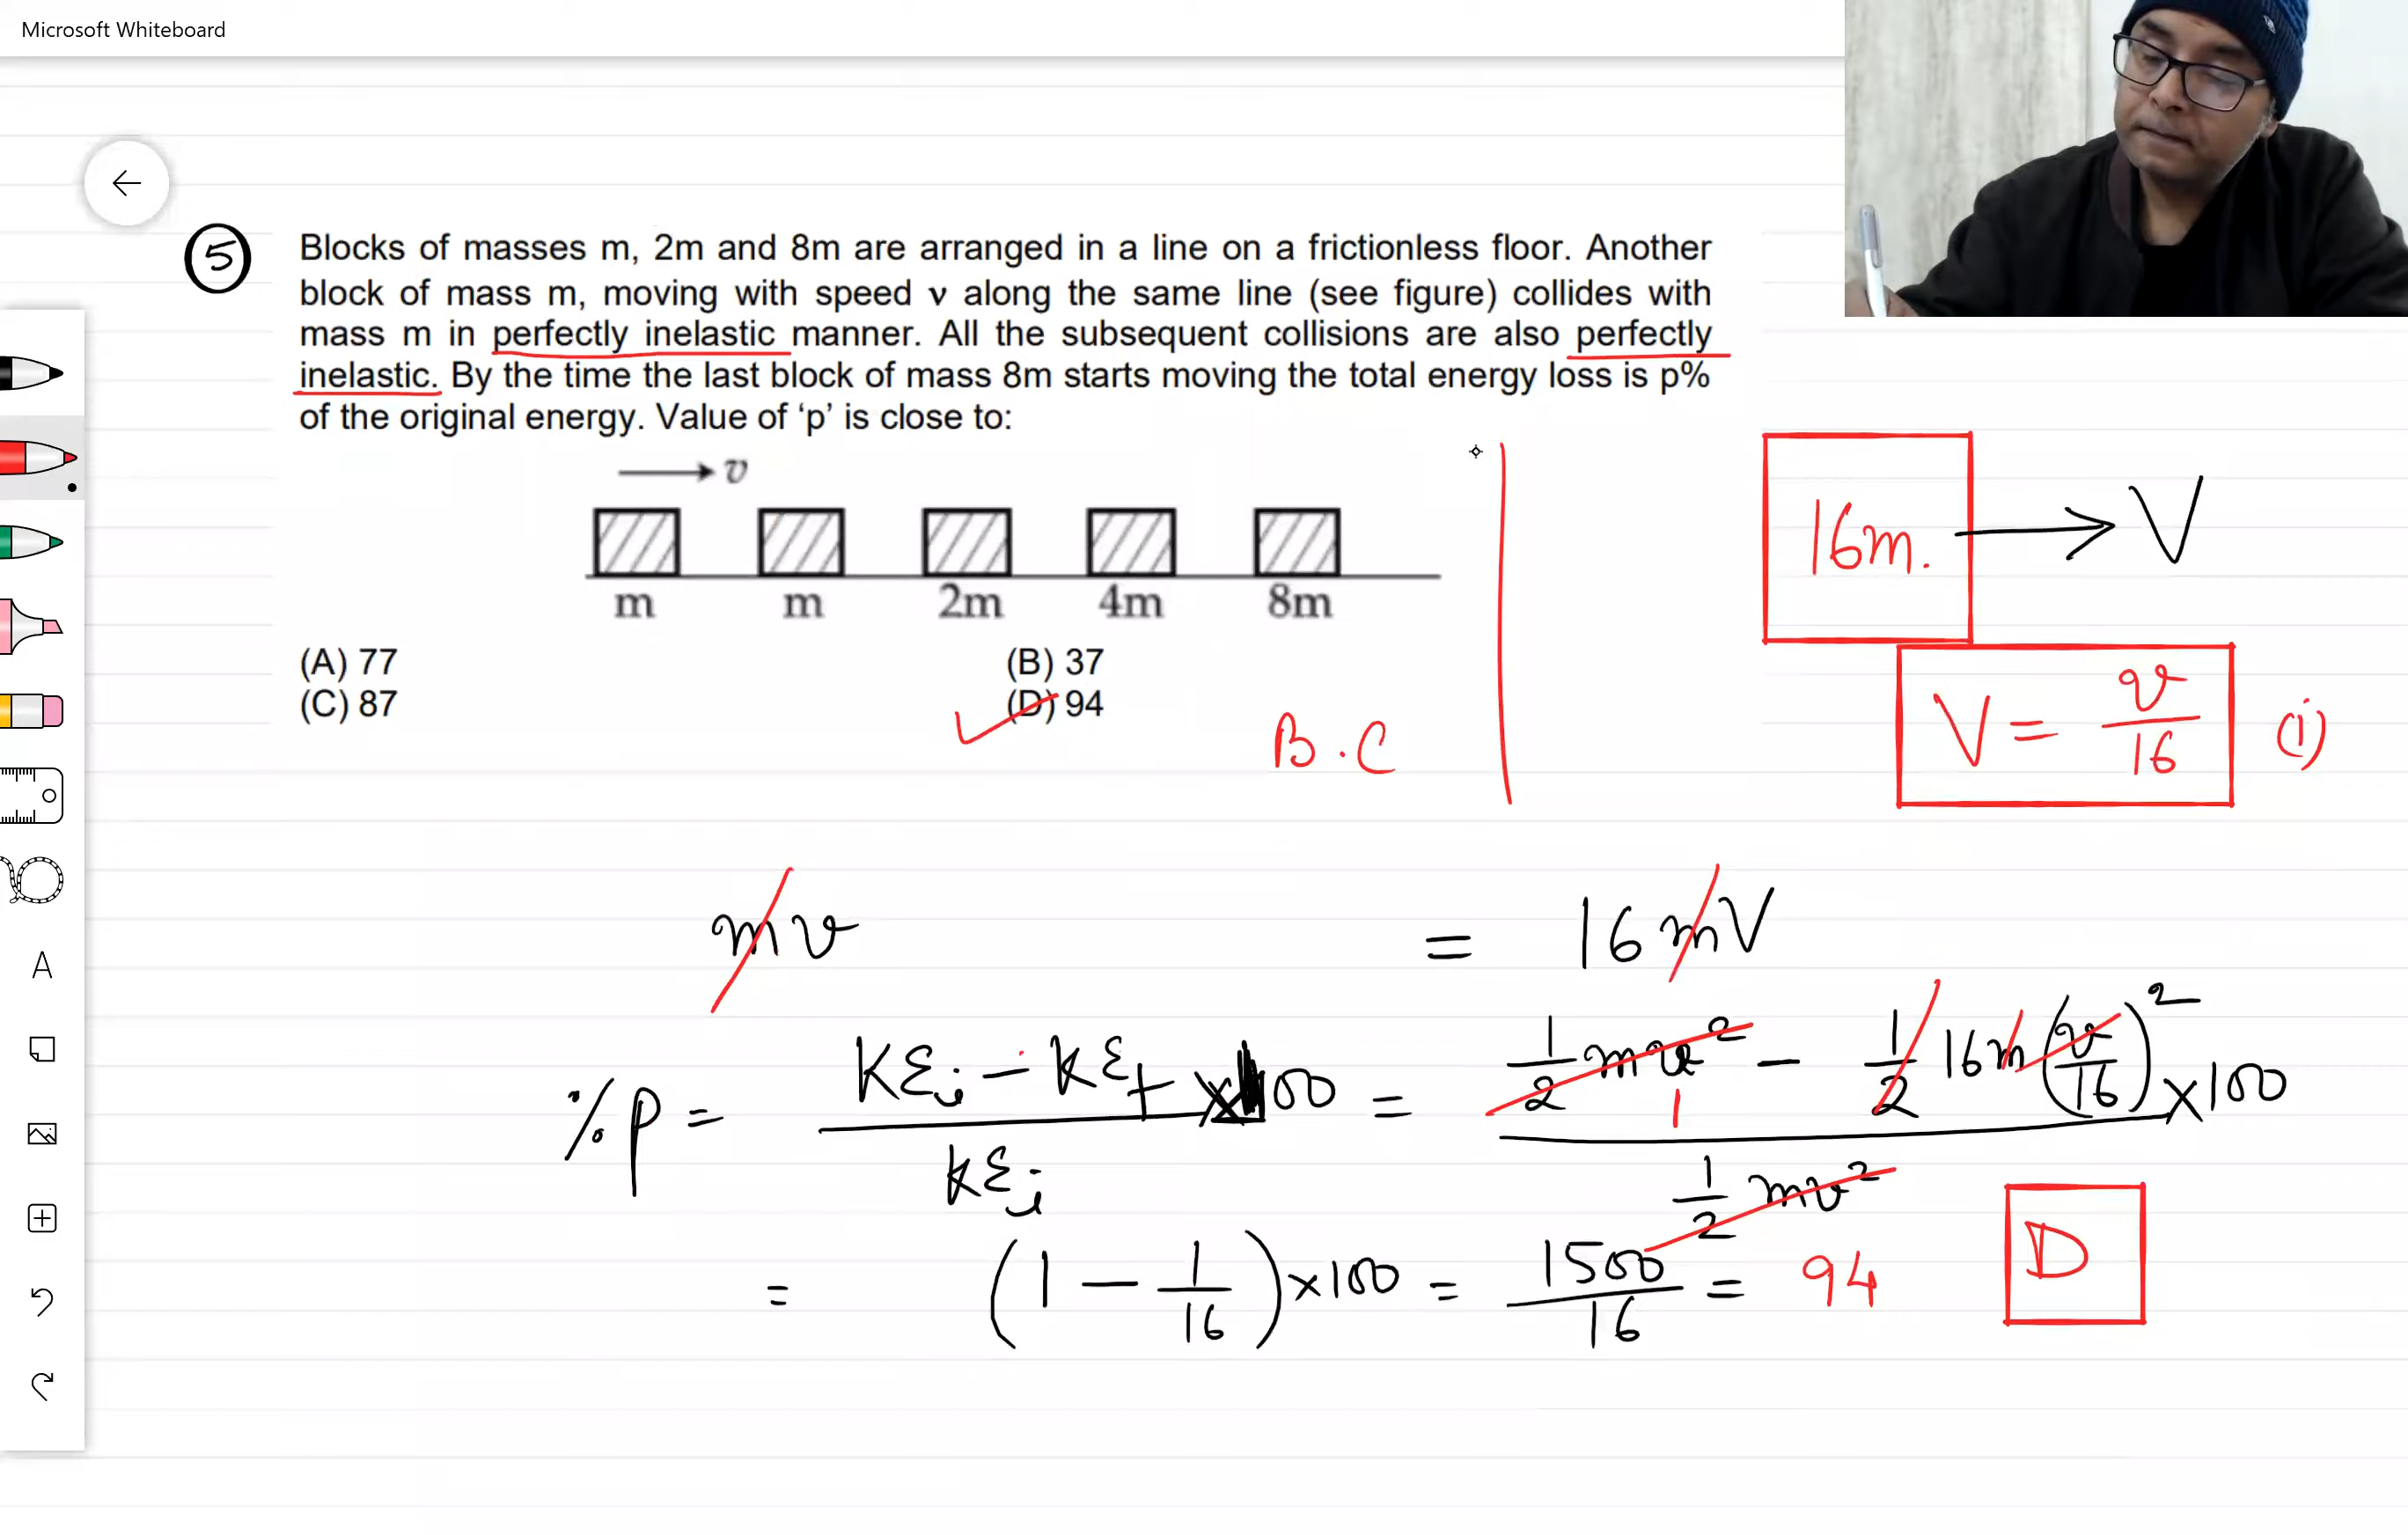 Microsoft Whiteboard
5
Blocks of masses m, 2m and 8m are arranged in a line on a frictionless floor. Another
block of mass m, moving with speed v along the same line (see figure) collides with
mass m in perfectly inelastic manner. All the subsequent collisions are also perfectly
inelastic. By the time the last block of mass 8m starts moving the total energy loss is p%
of the original energy. Value of ‘p’ is close to:
v
m m 2m 4m 8m
(A) 77 (B) 37
(C) 87 (D) 94
B.C
16m. V
V = v/16 (i)
mv = 16mV
%p = (KEi - KEf ×100)/KEi = (1/2 mv² - 1/2 16m(v/16)²)/(1/2 mv²) ×100
1
= (1 - 1/16)×100 = 1500/16 = 94
D
A